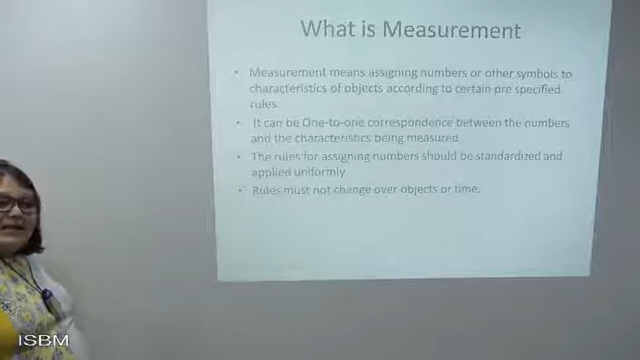 What is Measurement
• Measurement means assigning numbers or other symbols to
characteristics of objects according to certain pre specified
rules
• It can be One-to-one correspondence between the numbers
and the characteristics being measured
• The rules for assigning numbers should be standardized and
applied uniformly
• Rules must not change over objects or time.
ISBM